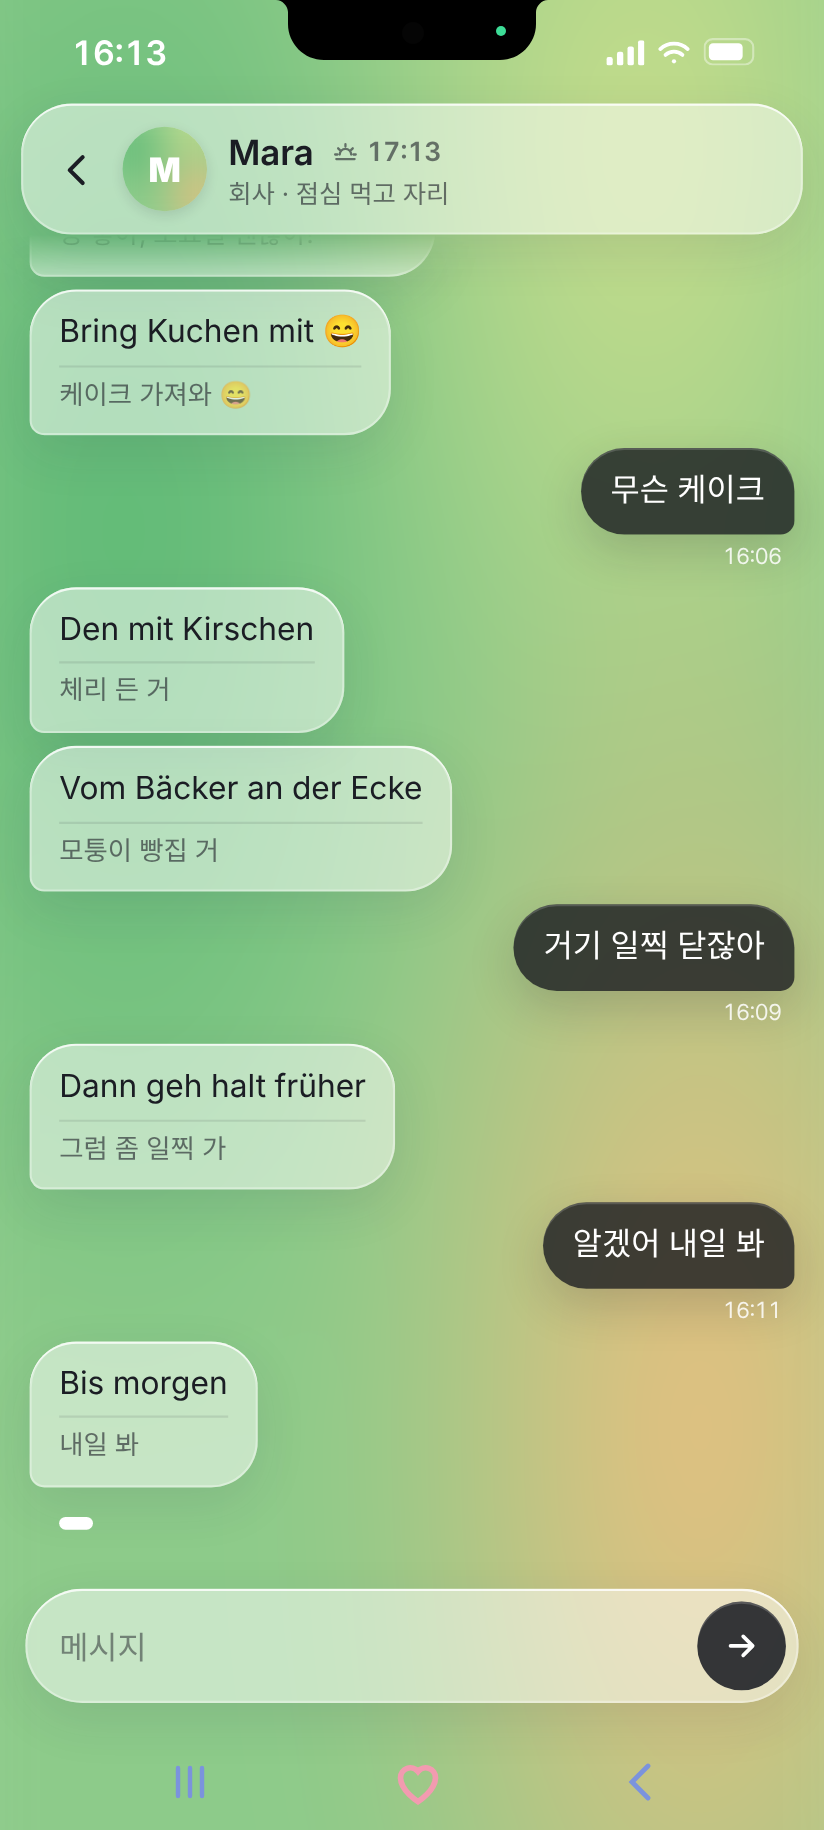 16:13
M
Mara 17:13
회사 · 점심 먹고 자리
Bring Kuchen mit 😄
케이크 가져와 😄
무슨 케이크
16:06
Den mit Kirschen
체리 든 거
Vom Bäcker an der Ecke
모퉁이 빵집 거
거기 일찍 닫잖아
16:09
Dann geh halt früher
그럼 좀 일찍 가
알겠어 내일 봐
16:11
Bis morgen
내일 봐
메시지